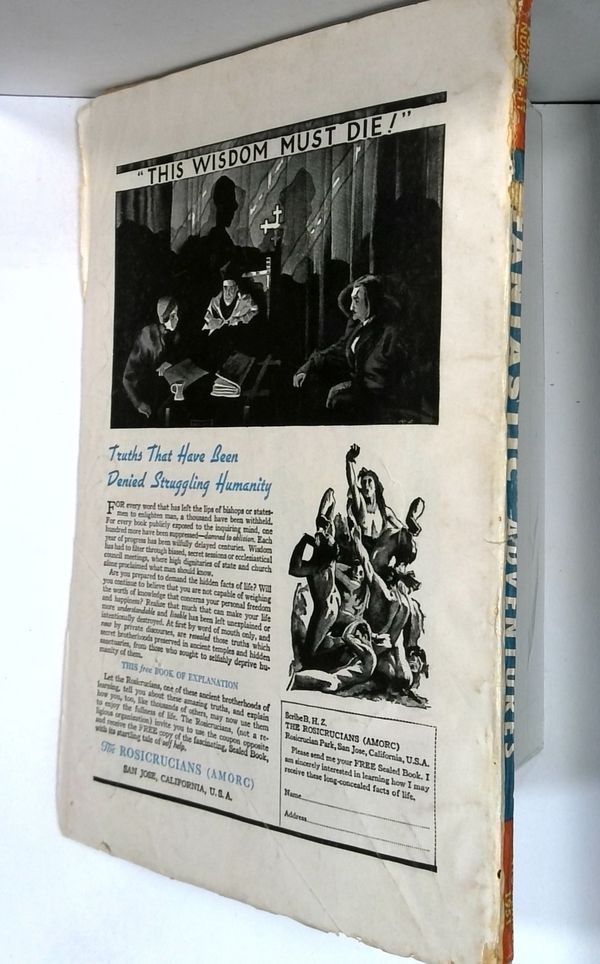 "THIS WISDOM MUST DIE!"
Truths That Have Been
Denied Struggling Humanity
FOR every word that has left the lips of bishops or states-
men to enlighten man, a thousand have been withheld.
For every book publicly exposed to the inquiring mind, one
hundred more have been suppressed—damned to oblivion. Each
year of progress has been wilfully delayed centuries. Wisdom
has had to filter through biased, secret sessions or ecclesiastical
council meetings, where high dignitaries of state and church
alone proclaimed what man should know.
Are you prepared to demand the hidden facts of life? Will
you continue to believe that you are not capable of weighing
the worth of knowledge that concerns your personal freedom
and happiness? Realize that much that can make your life
more understandable and livable has been left unexplained or
intentionally destroyed. At first by word of mouth only, and
now by private discourses, are revealed those truths which
secret brotherhoods preserved in ancient temples and hidden
sanctuaries, from those who sought to selfishly deprive hu-
manity of them.
THIS free BOOK OF EXPLANATION
Let the Rosicrucians, one of these ancient brotherhoods of
learning, tell you about these amazing truths, and explain
how you, too, like thousands of others, may now use them
to enjoy the fullness of life. The Rosicrucians, (not a re-
ligious organization) invite you to use the coupon opposite
and receive the FREE copy of the fascinating, Sealed Book,
with its startling tale of self help.
The ROSICRUCIANS (AMORC)
SAN JOSE, CALIFORNIA, U. S. A.
Scribe B. H. Z.
THE ROSICRUCIANS (AMORC)
Rosicrucian Park, San Jose, California, U.S.A.
Please send me your FREE Sealed Book. I
am sincerely interested in learning how I may
receive these long-concealed facts of life.
Name
Address
FANTASTIC ADVENTURES
1951